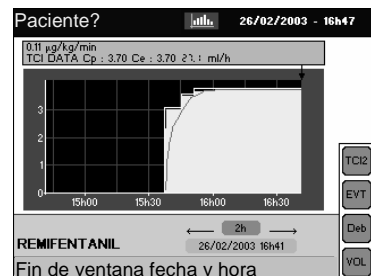 Paciente?
26/02/2003 - 16h47
0.11 µg/kg/min
TCI DATA Cp : 3.70 Ce : 3.70 ml/h
3
2
1
0
15h00 15h30 16h00 16h30
TCI2
EVT
Deb
VOL
2h
REMIFENTANIL
26/02/2003 16h41
Fin de ventana fecha y hora